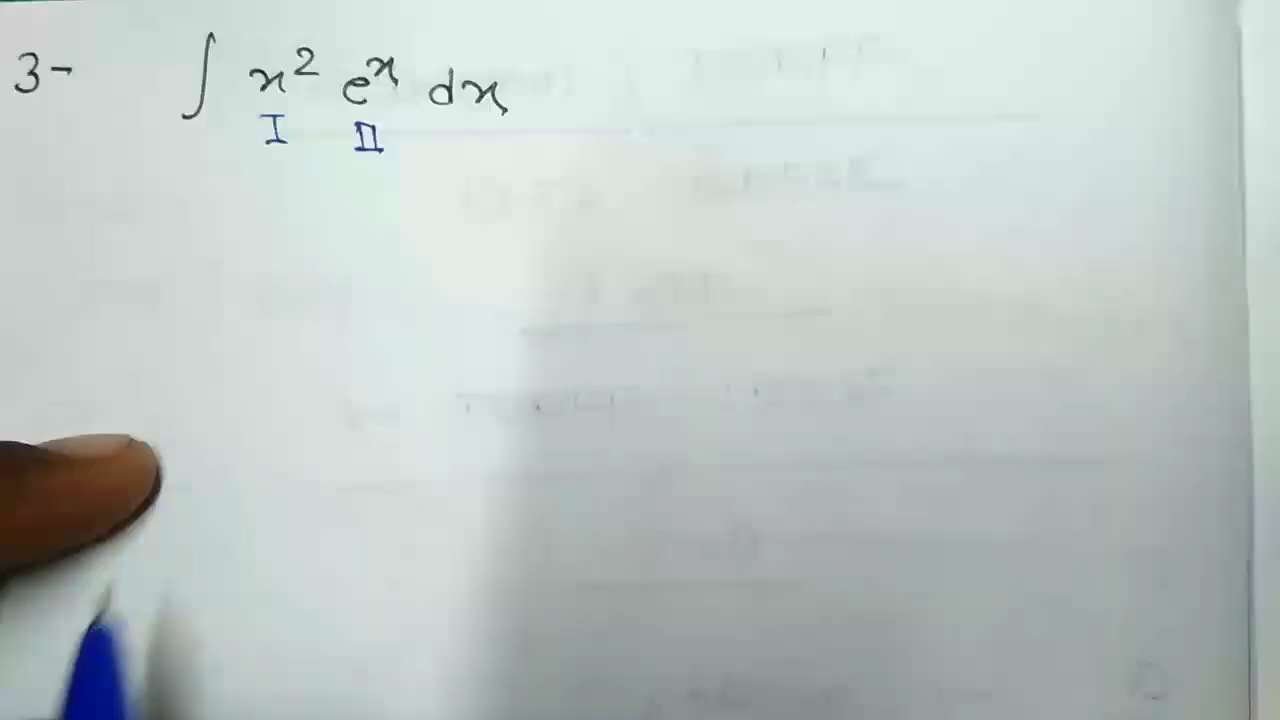 3- ∫ x² eˣ dx
I II